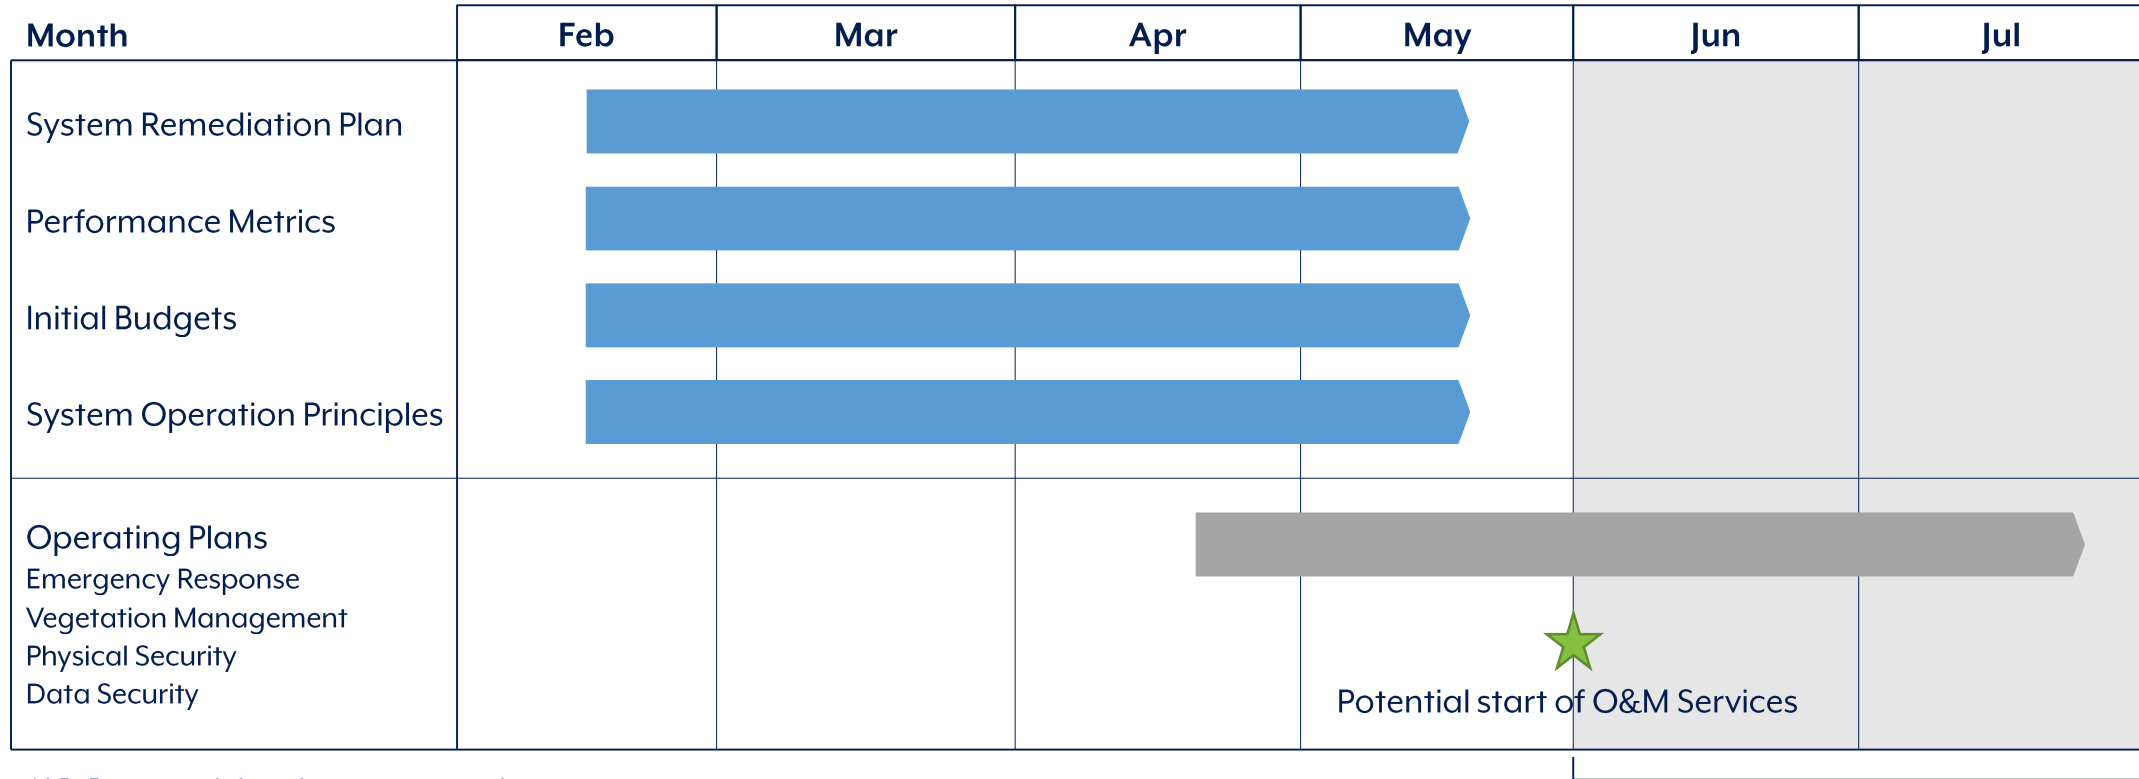 Month Feb Mar Apr May Jun Jul
System Remediation Plan
Performance Metrics
Initial Budgets
System Operation Principles
Operating Plans
Emergency Response
Vegetation Management
Physical Security
Data Security
Potential start of O&M Services